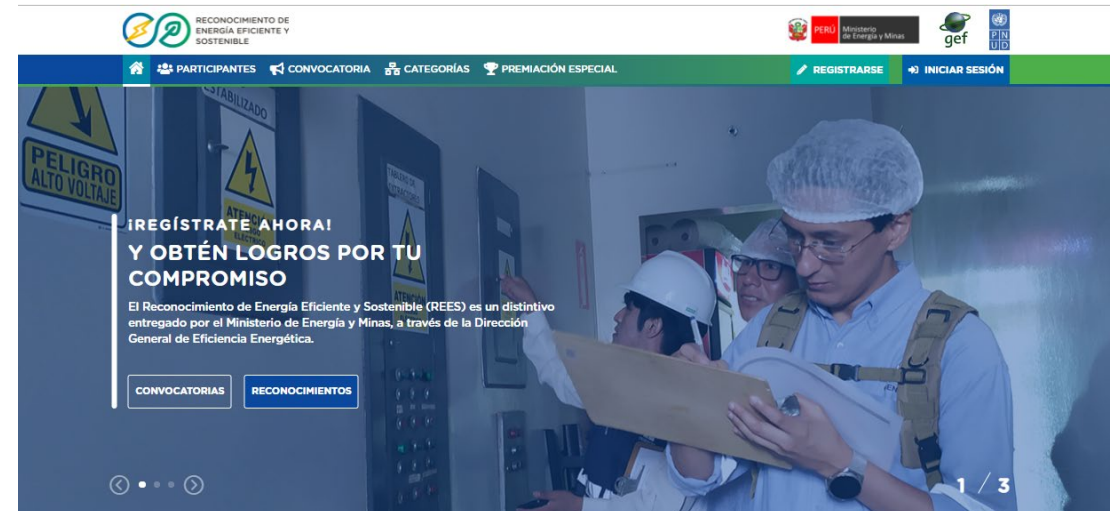 RECONOCIMIENTO DE
ENERGÍA EFICIENTE Y
SOSTENIBLE
PERÚ
Ministerio
de Energía y Minas
gef
P N
U D
PARTICIPANTES
CONVOCATORIA
CATEGORÍAS
PREMIACIÓN ESPECIAL
REGISTRARSE
INICIAR SESIÓN
ESTABILIZADO
PELIGRO
ALTO VOLTAJE
TABLERO DE
¡REGÍSTRATE AHORA!
Y OBTÉN LOGROS POR TU
COMPROMISO
El Reconocimiento de Energía Eficiente y Sostenible (REES) es un distintivo
entregado por el Ministerio de Energía y Minas, a través de la Dirección
General de Eficiencia Energética.
CONVOCATORIAS
RECONOCIMIENTOS
1 / 3